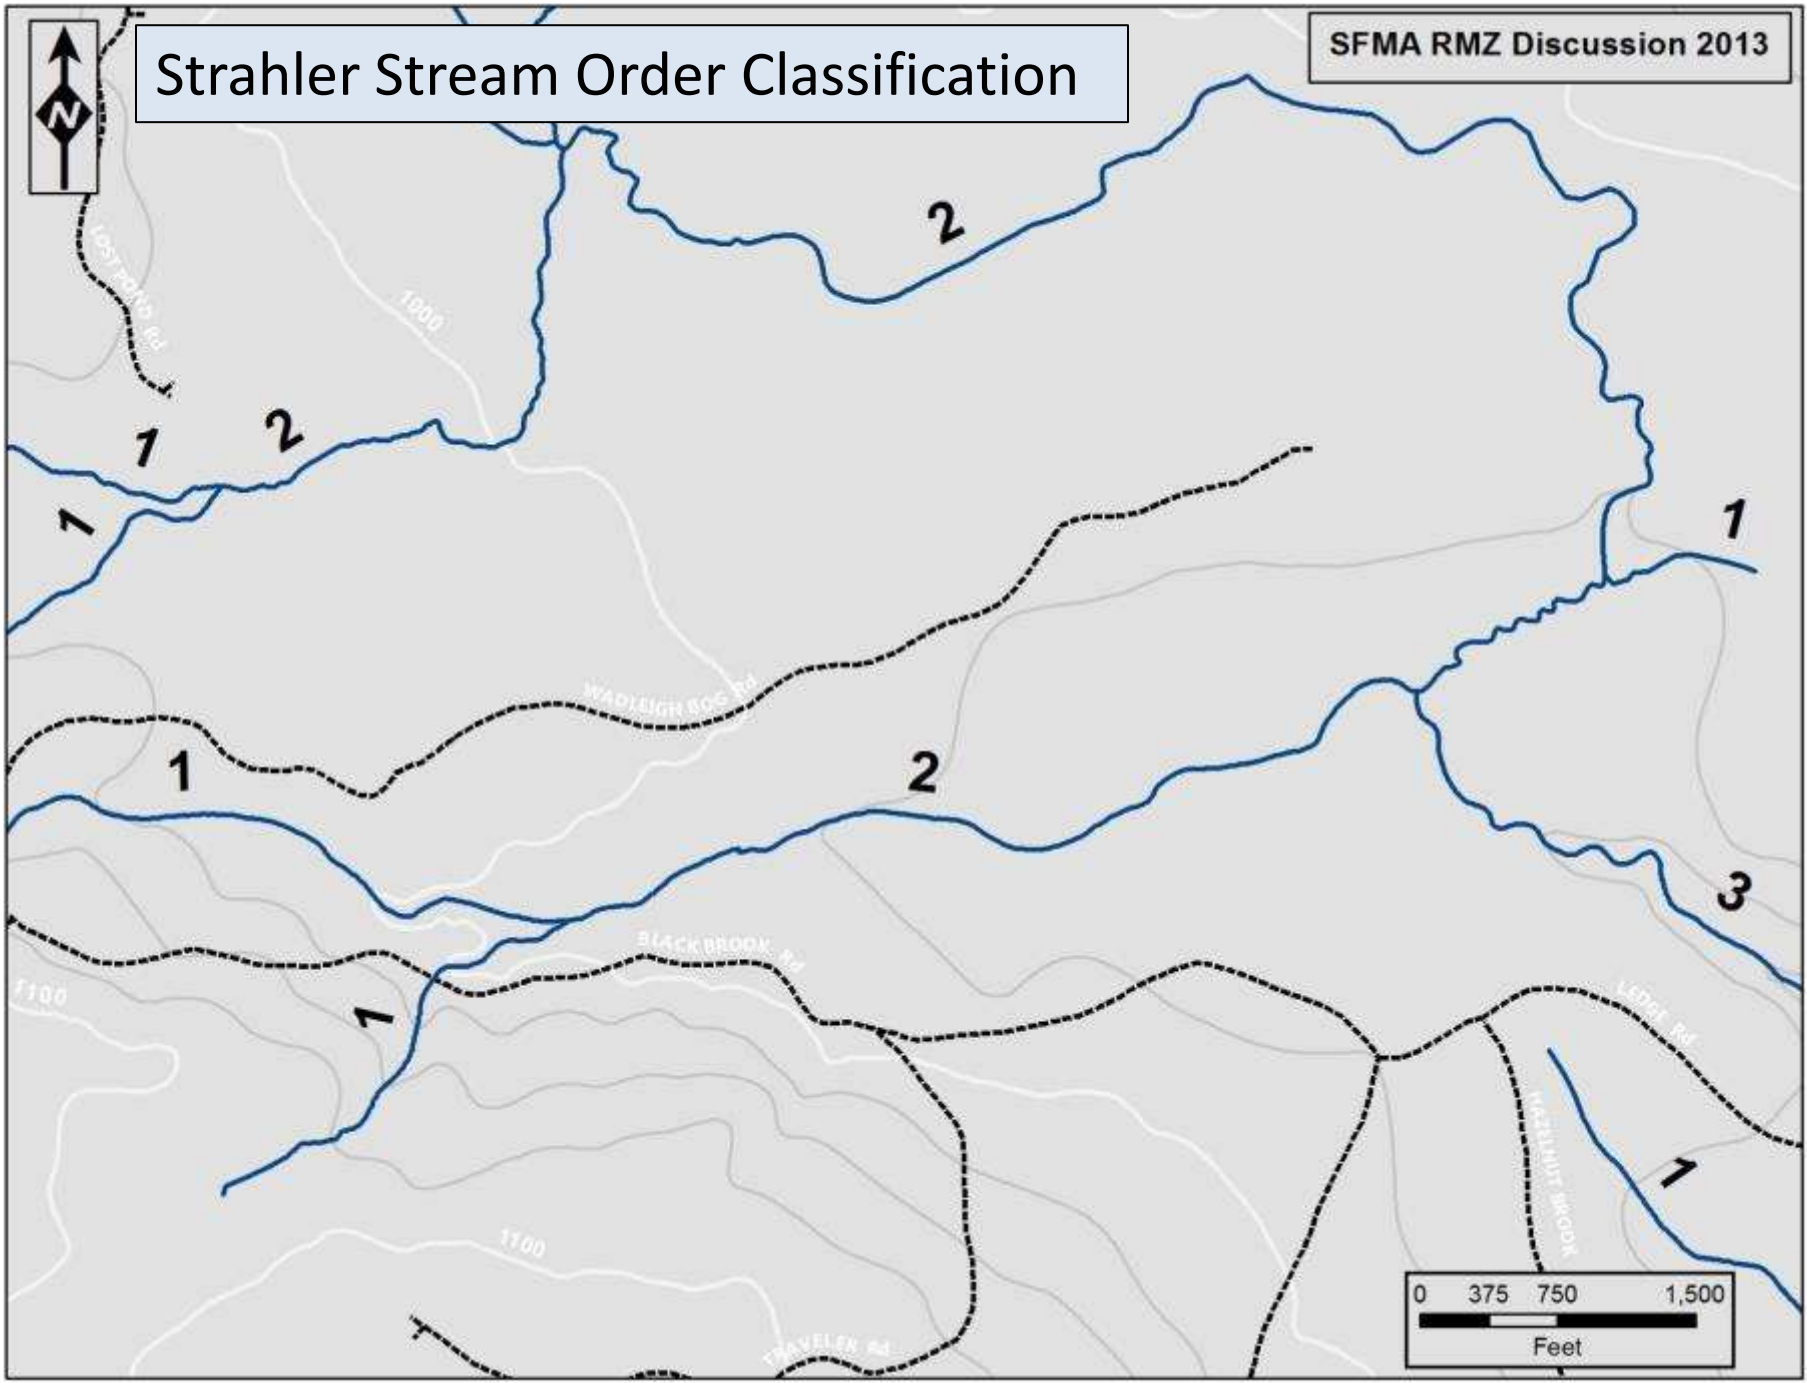 Strahler Stream Order Classification
SFMA RMZ Discussion 2013
N
2
LOST POND Rd
1000
1
2
1
1
WADLEIGH BOG Rd
1
2
3
BLACK BROOK Rd
1100
1
LEDGE Rd
HAZELNUT BROOK
1
1100
TRAVELER Rd
0 375 750 1,500
Feet